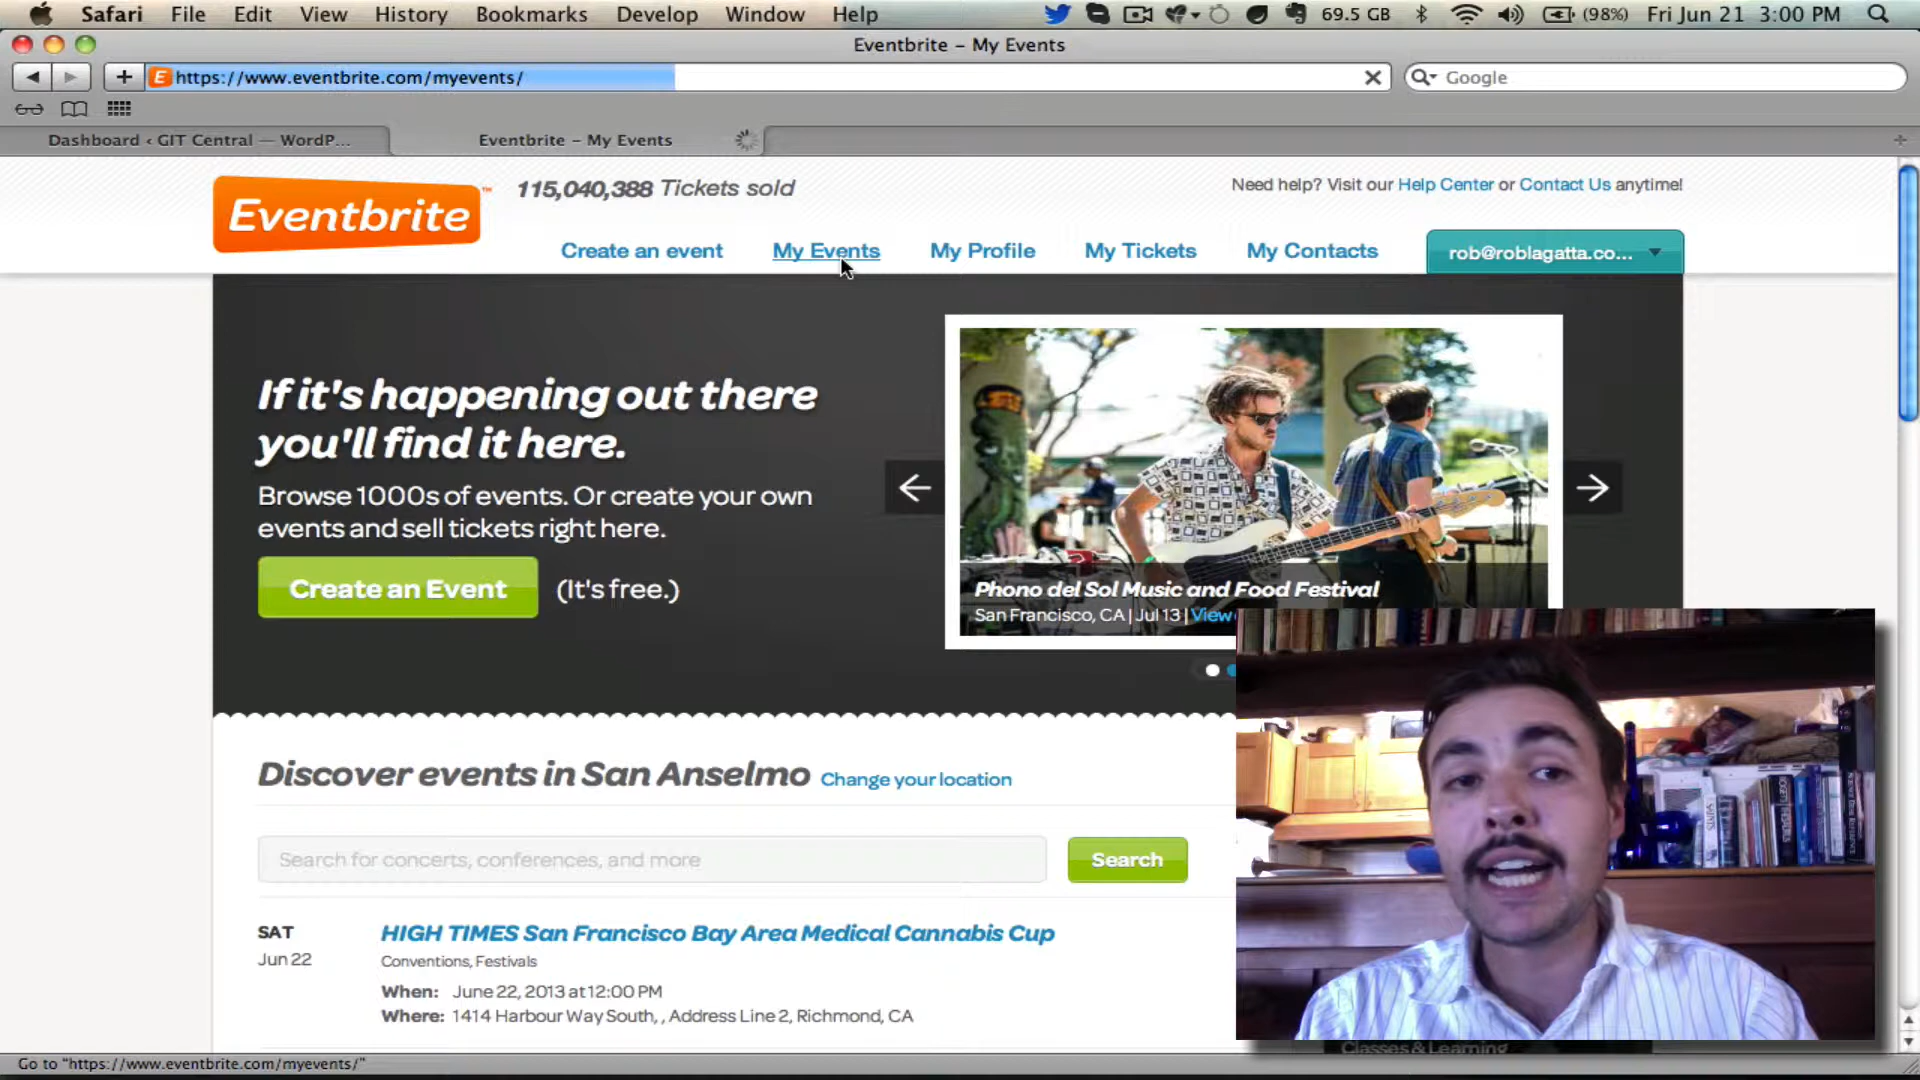 Safari File Edit View History Bookmarks Develop Window Help 69.5 GB (98%) Fri Jun 21 3:00 PM
Eventbrite – My Events
https://www.eventbrite.com/myevents/ Google
Dashboard ‹ GIT Central — WordP... Eventbrite – My Events
Eventbrite™ 115,040,388 Tickets sold Need help? Visit our Help Center or Contact Us anytime!
Create an event My Events My Profile My Tickets My Contacts rob@roblagatta.co...
If it's happening out there
you'll find it here.
Browse 1000s of events. Or create your own
events and sell tickets right here.
Create an Event (It's free.)
Phono del Sol Music and Food Festival
San Francisco, CA | Jul 13 | View
Discover events in San Anselmo Change your location
Search for concerts, conferences, and more Search
SAT HIGH TIMES San Francisco Bay Area Medical Cannabis Cup
Jun 22 Conventions, Festivals
When: June 22, 2013 at 12:00 PM
Where: 1414 Harbour Way South, , Address Line 2, Richmond, CA
Classes & Learning
Go to "https://www.eventbrite.com/myevents/"